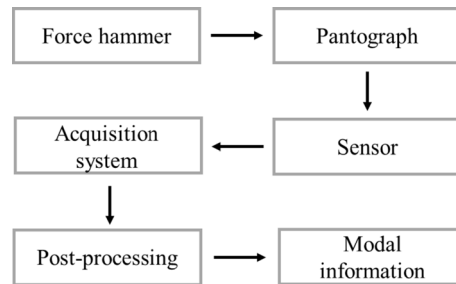 Force hammer
Pantograph
Sensor
Acquisition
system
Post-processing
Modal
information